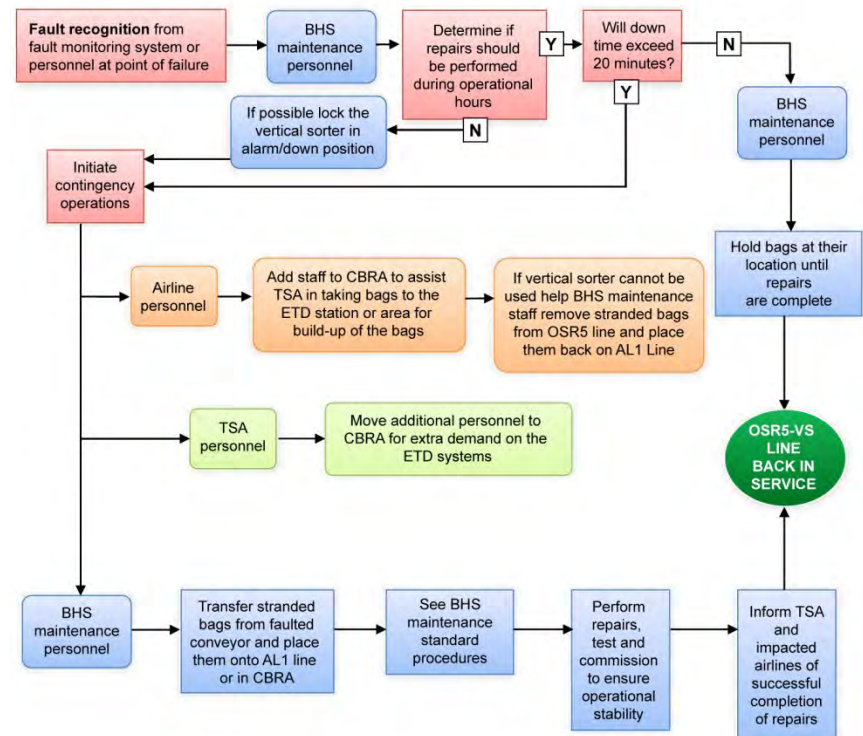 Fault recognition from
fault monitoring system or
personnel at point of failure
BHS
maintenance
personnel
Determine if
repairs should
be performed
during operational
hours
Y
Will down
time exceed
20 minutes?
N
Y
N
If possible lock the
vertical sorter in
alarm/down position
BHS
maintenance
personnel
Initiate
contingency
operations
Hold bags at their
location until
repairs
are complete
Airline
personnel
Add staff to CBRA to assist
TSA in taking bags to the
ETD station or area for
build-up of the bags
If vertical sorter cannot be
used help BHS maintenance
staff remove stranded bags
from OSR5 line and place
them back on AL1 Line
TSA
personnel
Move additional personnel to
CBRA for extra demand on the
ETD systems
OSR5-VS
LINE
BACK IN
SERVICE
BHS
maintenance
personnel
Transfer stranded
bags from faulted
conveyor and place
them onto AL1 line
or in CBRA
See BHS
maintenance
standard
procedures
Perform
repairs,
test and
commission
to ensure
operational
stability
Inform TSA
and
impacted
airlines of
successful
completion
of repairs